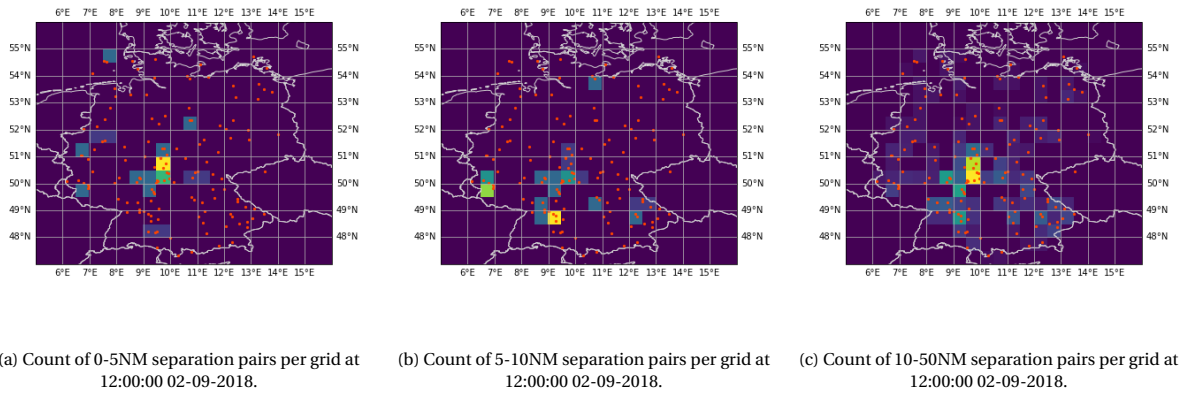 6°E 7°E 8°E 9°E 10°E 11°E 12°E 13°E 14°E 15°E
55°N 55°N
54°N 54°N
53°N 53°N
52°N 52°N
51°N 51°N
50°N 50°N
49°N 49°N
48°N 48°N
6°E 7°E 8°E 9°E 10°E 11°E 12°E 13°E 14°E 15°E
(a) Count of 0-5NM separation pairs per grid at
12:00:00 02-09-2018.
6°E 7°E 8°E 9°E 10°E 11°E 12°E 13°E 14°E 15°E
55°N 55°N
54°N 54°N
53°N 53°N
52°N 52°N
51°N 51°N
50°N 50°N
49°N 49°N
48°N 48°N
6°E 7°E 8°E 9°E 10°E 11°E 12°E 13°E 14°E 15°E
(b) Count of 5-10NM separation pairs per grid at
12:00:00 02-09-2018.
6°E 7°E 8°E 9°E 10°E 11°E 12°E 13°E 14°E 15°E
55°N 55°N
54°N 54°N
53°N 53°N
52°N 52°N
51°N 51°N
50°N 50°N
49°N 49°N
48°N 48°N
6°E 7°E 8°E 9°E 10°E 11°E 12°E 13°E 14°E 15°E
(c) Count of 10-50NM separation pairs per grid at
12:00:00 02-09-2018.